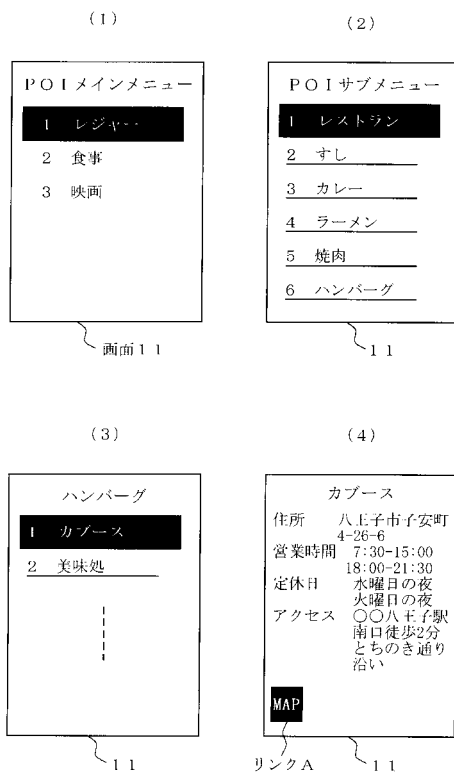 (1)
POIメインメニュー
1 レジャー
2 食事
3 映画
画面11
(2)
POIサブメニュー
1 レストラン
2 すし
3 カレー
4 ラーメン
5 焼肉
6 ハンバーグ
11
(3)
ハンバーグ
1 カブース
2 美味処
11
(4)
カブース
住所 八王子市子安町
4-26-6
営業時間 7:30-15:00
18:00-21:30
定休日 水曜日の夜
火曜日の夜
アクセス ○○八王子駅
南口徒歩2分
とちのき通り
沿い
MAP
リンクA
11